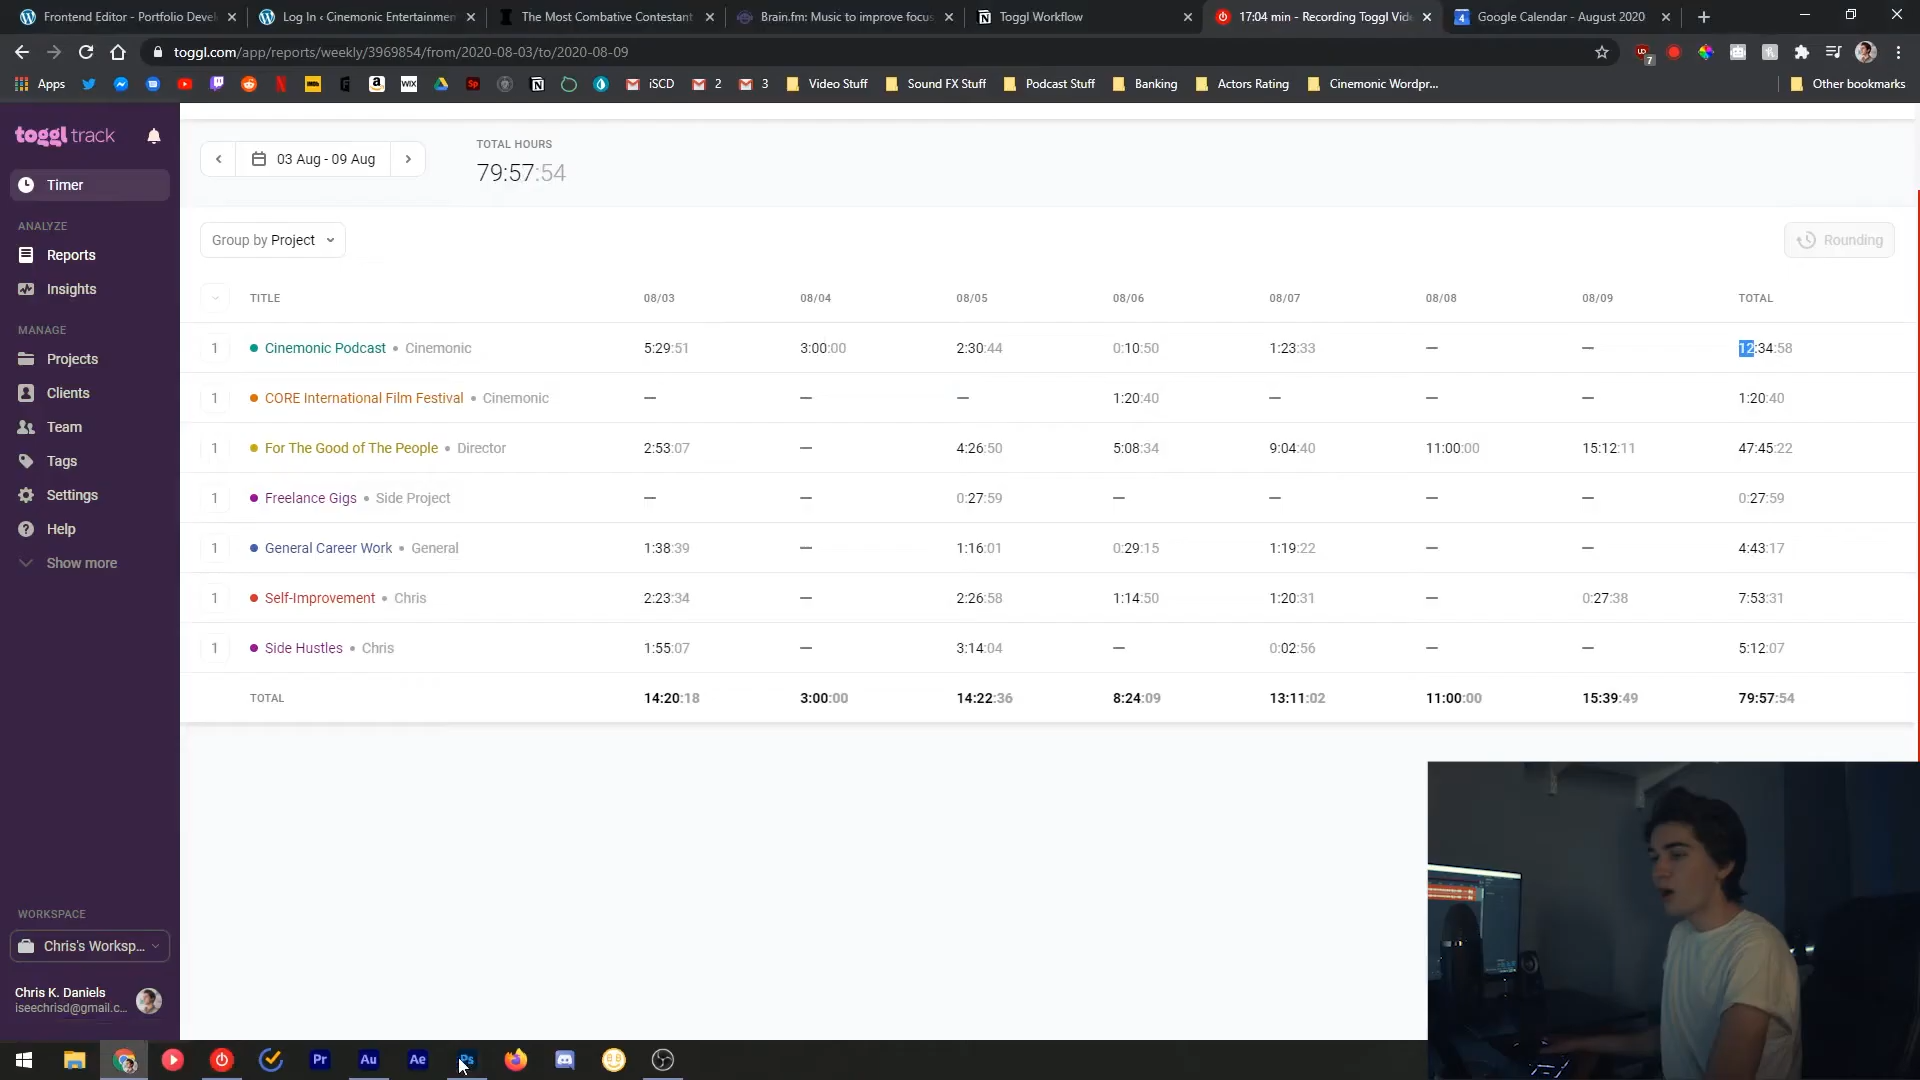 Frontend Editor - Portfolio Devel
Log In ‹ Cinemonic Entertainmen
The Most Combative Contestant
Brain.fm: Music to improve focus
Toggl Workflow
17:04 min - Recording Toggl Vid
Google Calendar - August 2020
toggl.com/app/reports/weekly/3969854/from/2020-08-03/to/2020-08-09
7
Apps
WIX
Sp
iSCD
2
3
Video Stuff
Sound FX Stuff
Podcast Stuff
Banking
Actors Rating
Cinemonic Wordpr...
Other bookmarks
toggl track
Timer
ANALYZE
Reports
Insights
MANAGE
Projects
Clients
Team
Tags
Settings
Help
Show more
WORKSPACE
Chris's Worksp...
Chris K. Daniels
iseechrisd@gmail.c...
03 Aug - 09 Aug
TOTAL HOURS
79:57:54
Group by Project
Rounding
TITLE 08/03 08/04 08/05 08/06 08/07 08/08 08/09 TOTAL
1 Cinemonic Podcast • Cinemonic 5:29:51 3:00:00 2:30:44 0:10:50 1:23:33 — — 12:34:58
1 CORE International Film Festival • Cinemonic — — — 1:20:40 — — — 1:20:40
1 For The Good of The People • Director 2:53:07 — 4:26:50 5:08:34 9:04:40 11:00:00 15:12:11 47:45:22
1 Freelance Gigs • Side Project — — 0:27:59 — — — — 0:27:59
1 General Career Work • General 1:38:39 — 1:16:01 0:29:15 1:19:22 — — 4:43:17
1 Self-Improvement • Chris 2:23:34 — 2:26:58 1:14:50 1:20:31 — 0:27:38 7:53:31
1 Side Hustles • Chris 1:55:07 — 3:14:04 — 0:02:56 — — 5:12:07
TOTAL 14:20:18 3:00:00 14:22:36 8:24:09 13:11:02 11:00:00 15:39:49 79:57:54
Pr
Au
Ae
Ps